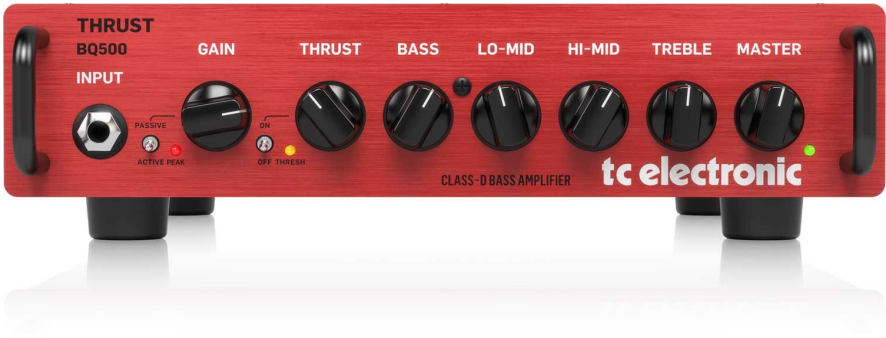 THRUST
BQ500
INPUT
GAIN
THRUST
BASS
LO-MID
HI-MID
TREBLE
MASTER
PASSIVE
ACTIVE
PEAK
ON
OFF
THRESH
CLASS-D BASS AMPLIFIER
tc electronic